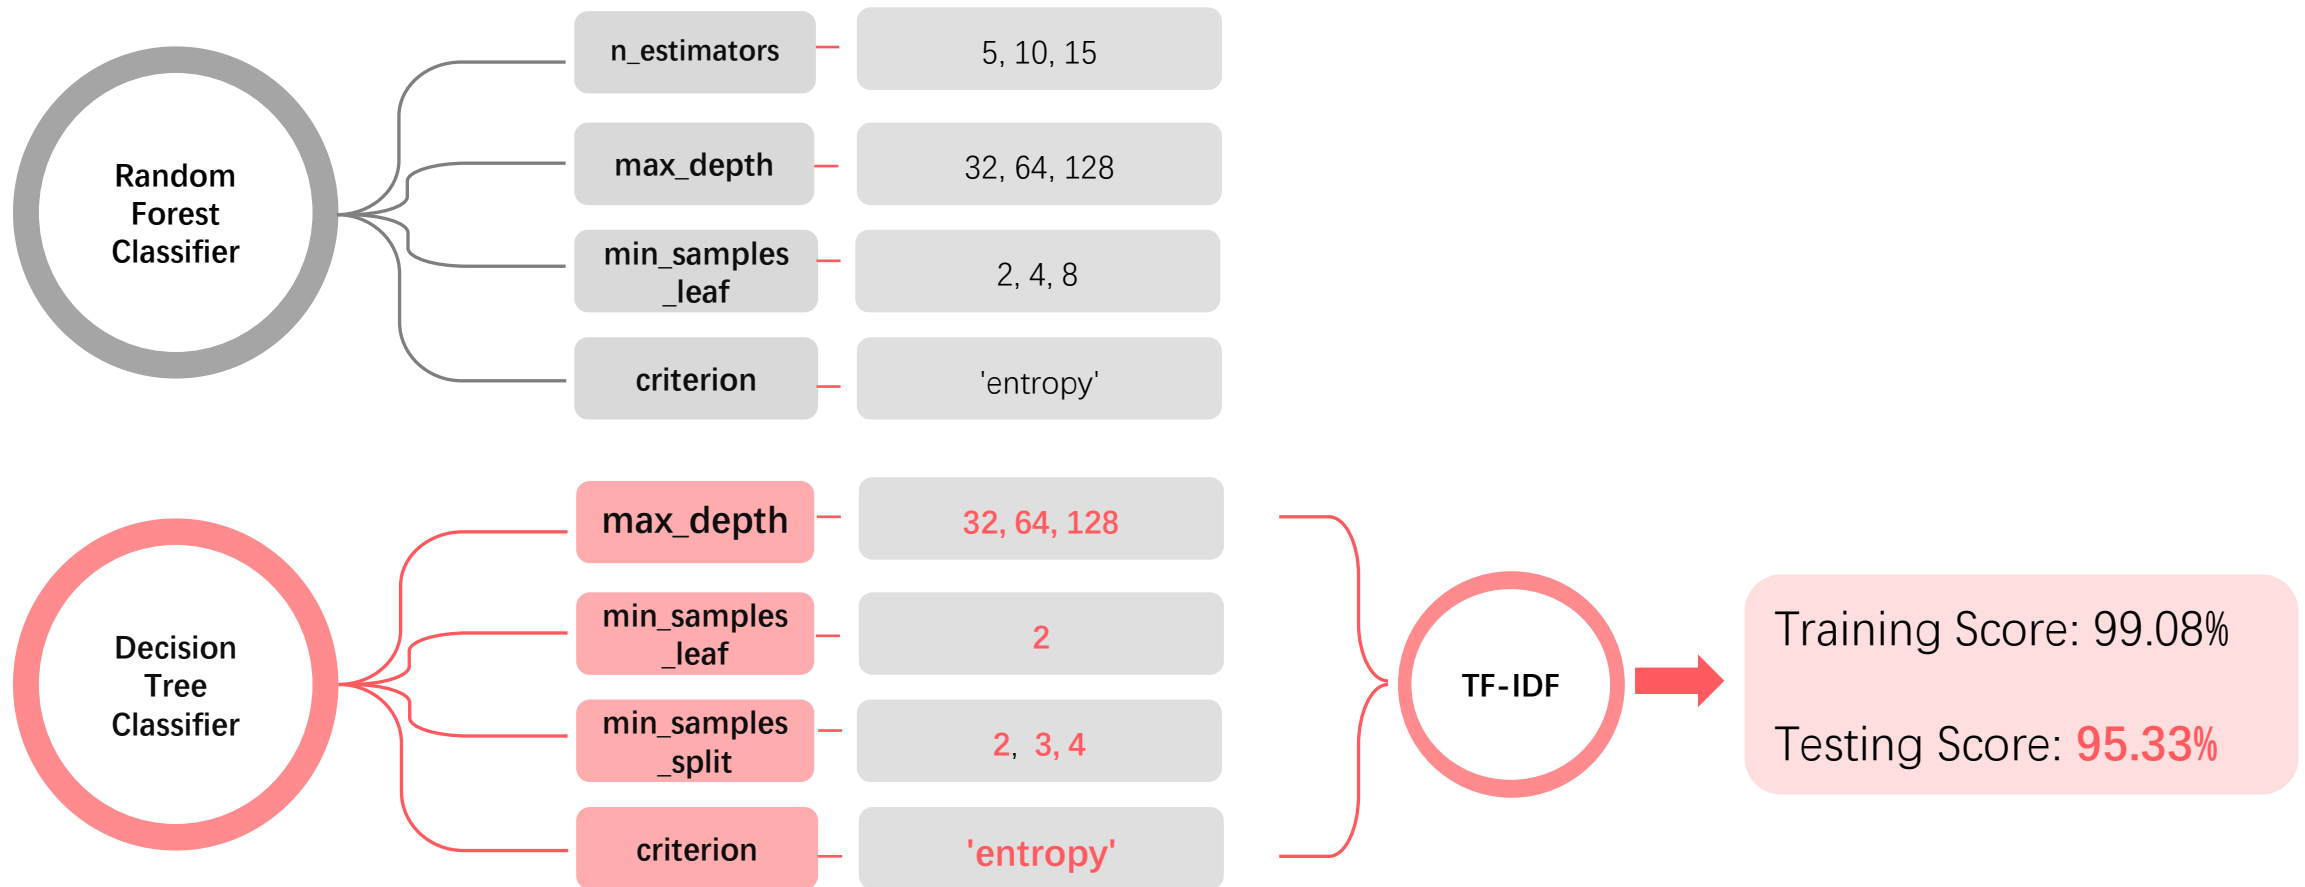 Random
Forest
Classifier
n_estimators
5, 10, 15
max_depth
32, 64, 128
min_samples
_leaf
2, 4, 8
criterion
'entropy'
Decision
Tree
Classifier
max_depth
32, 64, 128
min_samples
_leaf
2
min_samples
_split
2, 3, 4
criterion
'entropy'
TF-IDF
Training Score: 99.08%
Testing Score: 95.33%